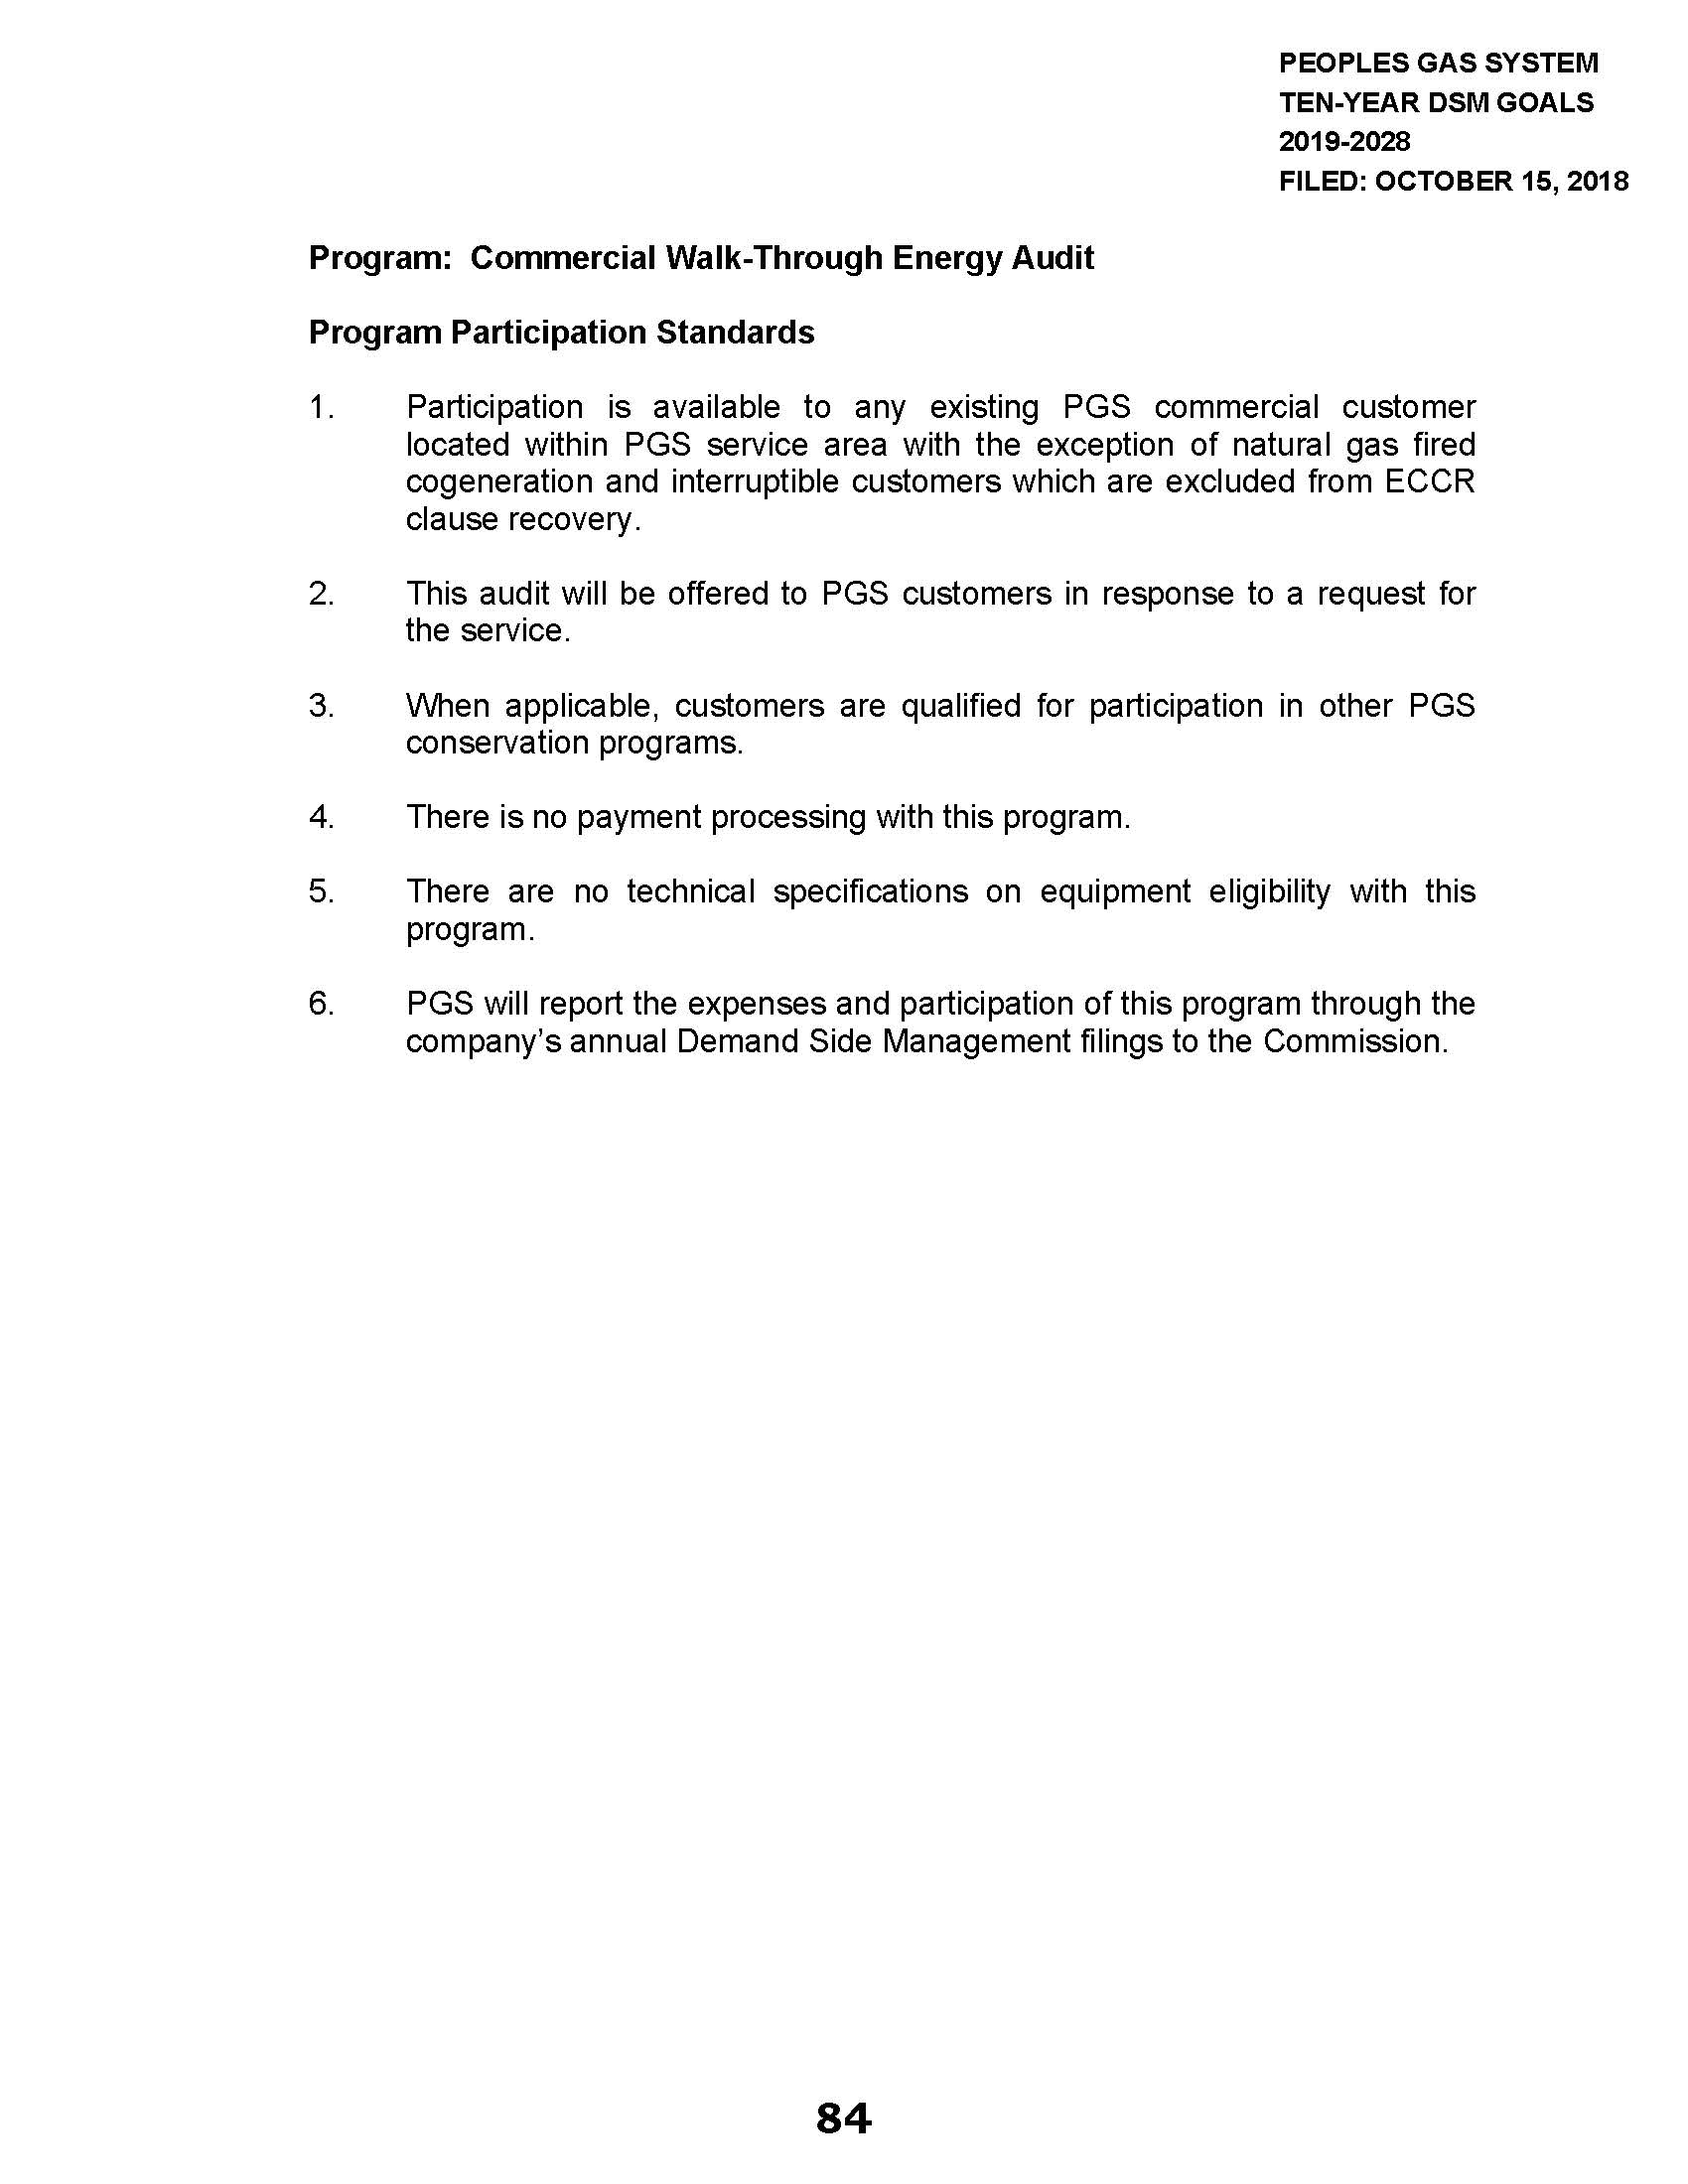 PEOPLES GAS SYSTEM
TEN-YEAR DSM GOALS
2019-2028
FILED: OCTOBER 15, 2018
Program: Commercial Walk-Through Energy Audit
Program Participation Standards
1. Participation is available to any existing PGS commercial customer
located within PGS service area with the exception of natural gas fired
cogeneration and interruptible customers which are excluded from ECCR
clause recovery.
2. This audit will be offered to PGS customers in response to a request for
the service.
3. When applicable, customers are qualified for participation in other PGS
conservation programs.
4. There is no payment processing with this program.
5. There are no technical specifications on equipment eligibility with this
program.
6. PGS will report the expenses and participation of this program through the
company’s annual Demand Side Management filings to the Commission.
84